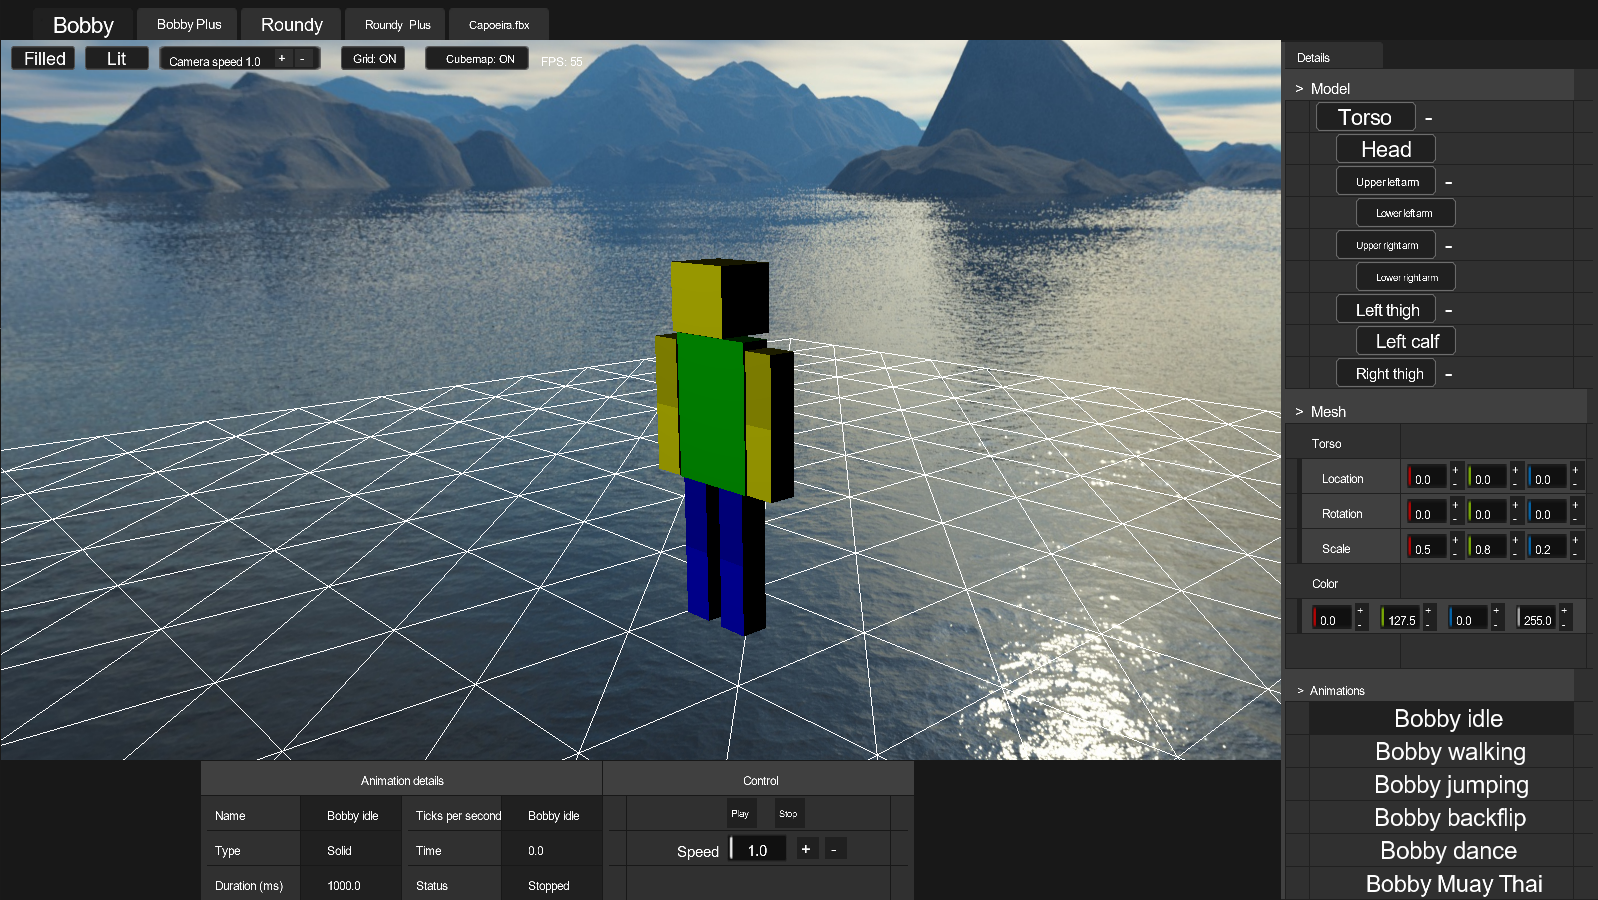 Bobby Bobby Plus Roundy Roundy Plus Capoeira.fbx
Filled Lit Camera speed 1.0 + - Grid: ON Cubemap: ON FPS: 55
Details
> Model
Torso -
Head
Upper left arm -
Lower left arm
Upper right arm -
Lower right arm
Left thigh -
Left calf
Right thigh -
> Mesh
Torso
Location 0.0 + - 0.0 + - 0.0 + -
Rotation 0.0 + - 0.0 + - 0.0 + -
Scale 0.5 + - 0.8 + - 0.2 + -
Color
0.0 + - 127.5 + - 0.0 + - 255.0 + -
> Animations
Bobby idle
Bobby walking
Bobby jumping
Bobby backflip
Bobby dance
Bobby Muay Thai
Animation details Control
Name Bobby idle Ticks per second Bobby idle Play Stop
Type Solid Time 0.0 Speed 1.0 + -
Duration (ms) 1000.0 Status Stopped